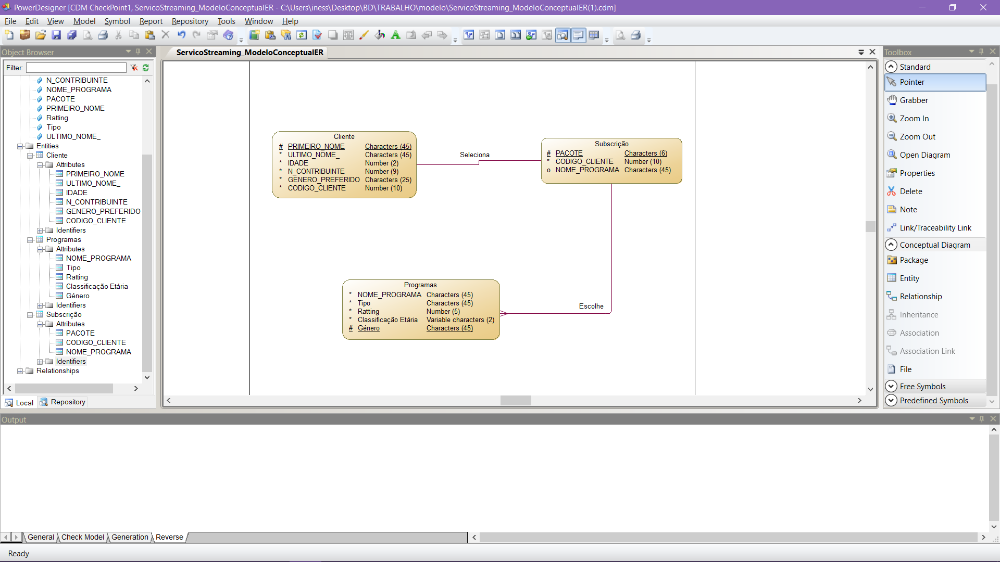 PowerDesigner [CDM CheckPoint1, ServicoStreaming_ModeloConceptualER - C:\Users\iness\Desktop\BD\TRABALHO\modelo\ServicoStreaming_ModeloConceptualER(1).cdm]
File Edit View Model Symbol Report Repository Tools Window Help
Object Browser
Filter:
N_CONTRIBUINTE
NOME_PROGRAMA
PACOTE
PRIMEIRO_NOME
Ratting
Tipo
ULTIMO_NOME_
Entities
Cliente
Attributes
PRIMEIRO_NOME
ULTIMO_NOME_
IDADE
N_CONTRIBUINTE
GENERO_PREFERIDO
CODIGO_CLIENTE
Identifiers
Programas
Attributes
NOME_PROGRAMA
Tipo
Ratting
Classificação Etária
Género
Identifiers
Subscrição
Attributes
PACOTE
CODIGO_CLIENTE
NOME_PROGRAMA
Identifiers
Relationships
Local Repository
ServicoStreaming_ModeloConceptualER
Cliente
# PRIMEIRO_NOME Characters (45)
* ULTIMO_NOME_ Characters (45)
* IDADE Number (2)
* N_CONTRIBUINTE Number (9)
* GENERO_PREFERIDO Characters (25)
* CODIGO_CLIENTE Number (10)
Seleciona
Subscrição
# PACOTE Characters (6)
* CODIGO_CLIENTE Number (10)
o NOME_PROGRAMA Characters (45)
Programas
* NOME_PROGRAMA Characters (45)
* Tipo Characters (45)
* Ratting Number (5)
* Classificação Etária Variable characters (2)
# Género Characters (45)
Escolhe
Toolbox
Standard
Pointer
Grabber
Zoom In
Zoom Out
Open Diagram
Properties
Delete
Note
Link/Traceability Link
Conceptual Diagram
Package
Entity
Relationship
Inheritance
Association
Association Link
File
Free Symbols
Predefined Symbols
Output
General Check Model Generation Reverse
Ready